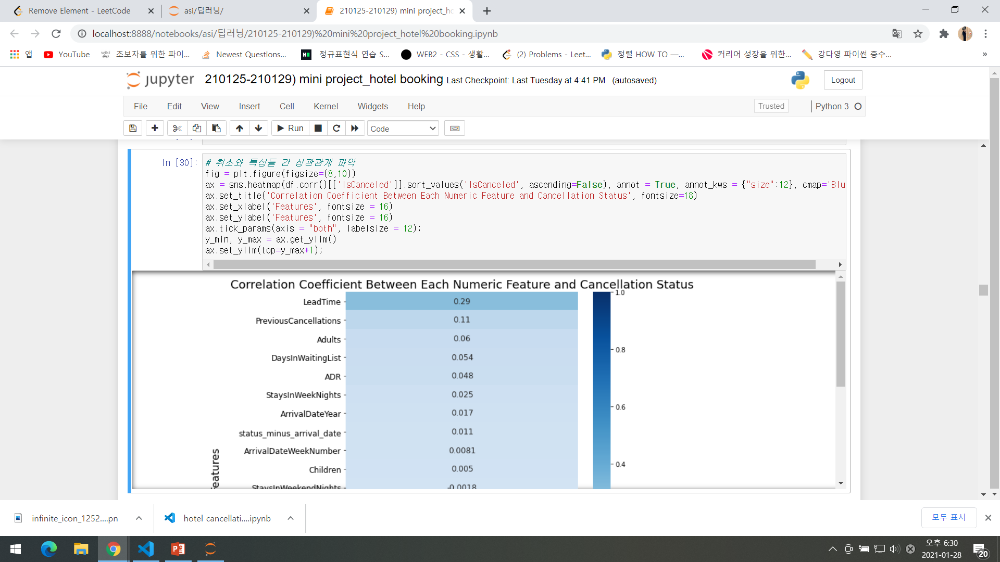 Remove Element - LeetCode
asi/딥러닝/
210125-210129) mini project_hc
localhost:8888/notebooks/asi/딥러닝/210125-210129)%20mini%20project_hotel%20booking.ipynb
앱
YouTube
초보자를 위한 파이...
Newest Questions...
정규표현식 연습 S...
WEB2 - CSS - 생활...
(2) Problems - Leet...
정렬 HOW TO —...
커리어 성장을 위한...
강다영 파이썬 중수...
»
jupyter
210125-210129) mini project_hotel booking Last Checkpoint: Last Tuesday at 4:41 PM (autosaved)
Logout
File Edit View Insert Cell Kernel Widgets Help
Trusted
Python 3
Run
Code
In [30]:
# 취소와 특성들 간 상관관계 파악
fig = plt.figure(figsize=(8,10))
ax = sns.heatmap(df.corr()[['IsCanceled']].sort_values('IsCanceled', ascending=False), annot = True, annot_kws = {"size":12}, cmap='Blu
ax.set_title('Correlation Coefficient Between Each Numeric Feature and Cancellation Status', fontsize=18)
ax.set_xlabel('Features', fontsize = 16)
ax.set_ylabel('Features', fontsize = 16)
ax.tick_params(axis = "both", labelsize = 12);
y_min, y_max = ax.get_ylim()
ax.set_ylim(top=y_max+1);
Correlation Coefficient Between Each Numeric Feature and Cancellation Status
LeadTime 0.29
PreviousCancellations 0.11
Adults 0.06
DaysInWaitingList 0.054
ADR 0.048
StaysInWeekNights 0.025
ArrivalDateYear 0.017
status_minus_arrival_date 0.011
ArrivalDateWeekNumber 0.0081
Children 0.005
StaysInWeekendNights -0.0018
Features
1.0
0.8
0.6
0.4
infinite_icon_1252....pn
hotel cancellati....ipynb
모두 표시
오후 6:30
2021-01-28
20